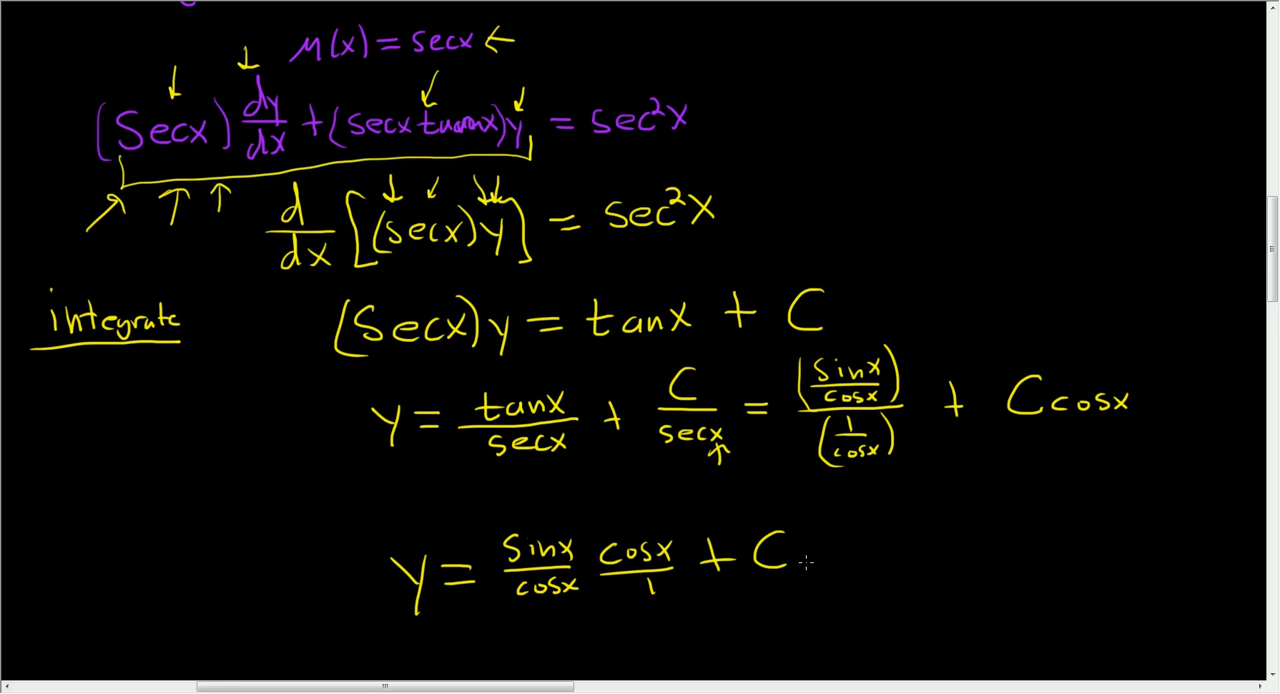 μ(x) = secx ←
(Secx) dy/dx + (secx tanx)y = sec²x
d/dx [(secx)y] = sec²x
integrate (Secx)y = tanx + C
y = tanx/secx + C/secx = (sinx/cosx)/(1/cosx) + C cosx
y = sinx/cosx cosx/1 + C